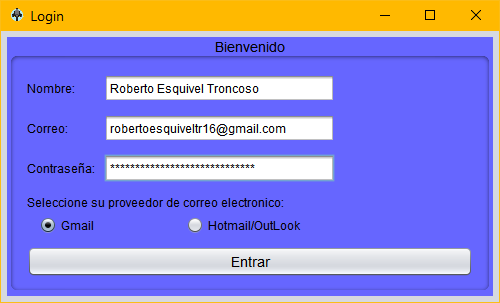 Login
Bienvenido
Nombre: Roberto Esquivel Troncoso
Correo: robertoesquiveltr16@gmail.com
Contraseña: *****************************
Seleccione su proveedor de correo electronico:
Gmail Hotmail/OutLook
Entrar